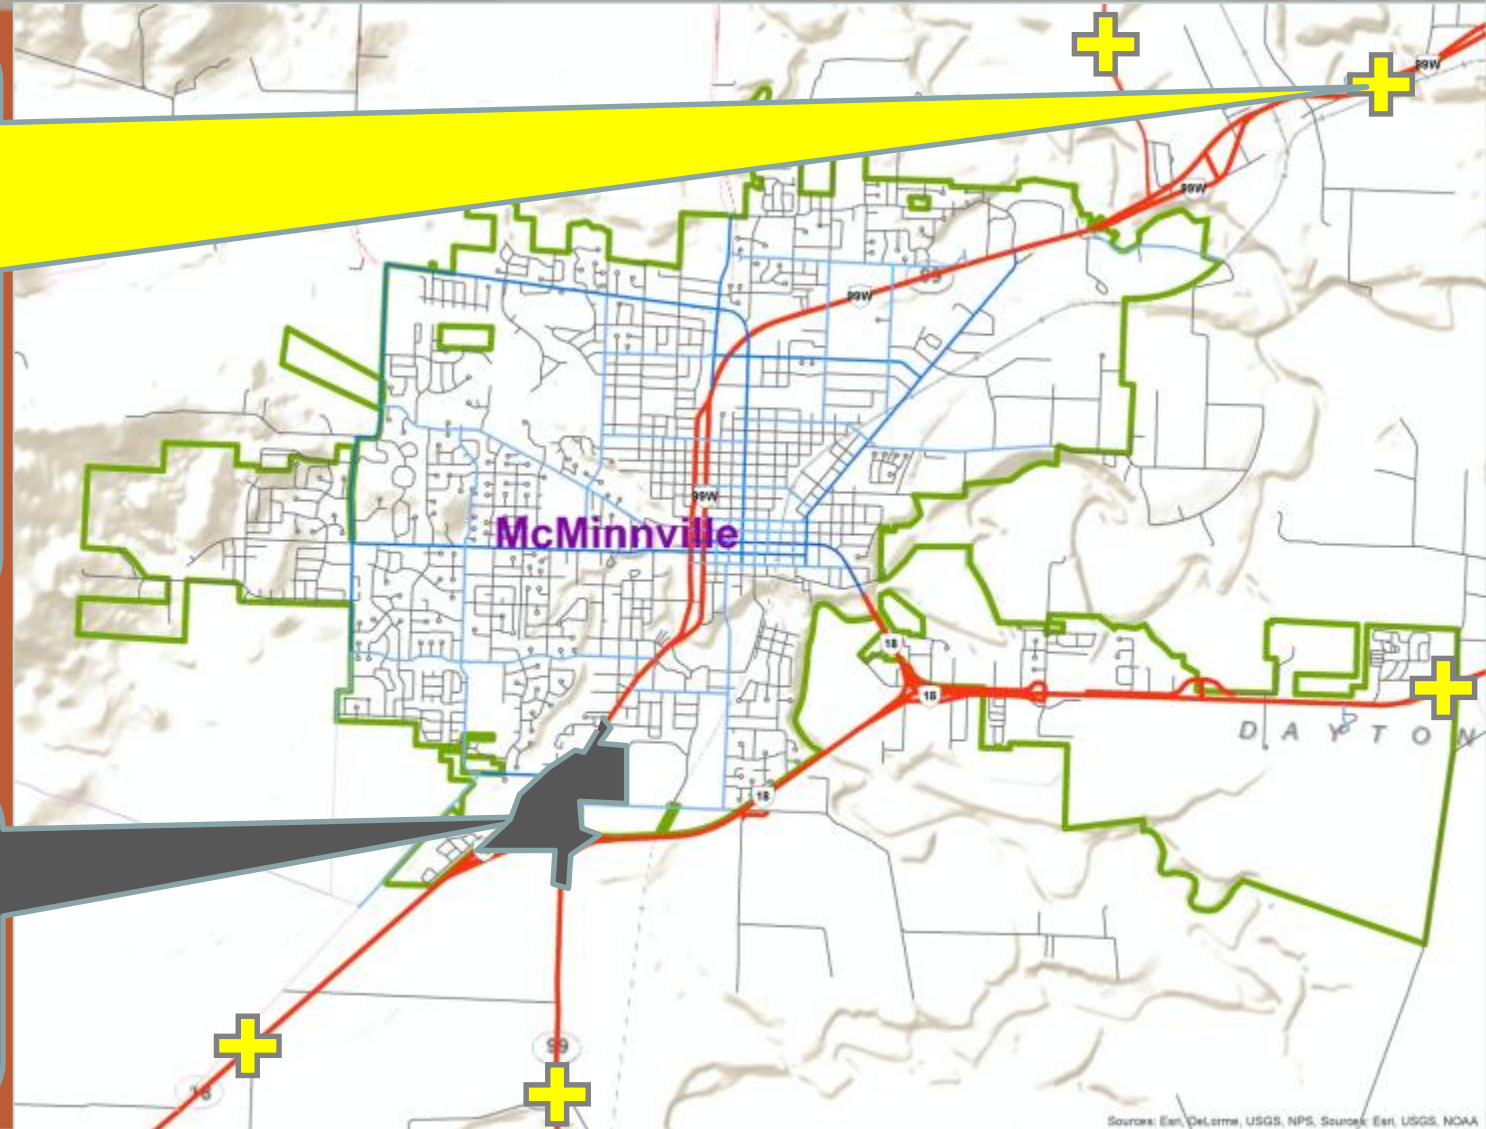 99W
99W
99W
99
99W
McMinnville
18
18
D A Y T O N
18
99
18
Sources: Esri, DeLorme, USGS, NPS, Sources: Esri, USGS, NOAA